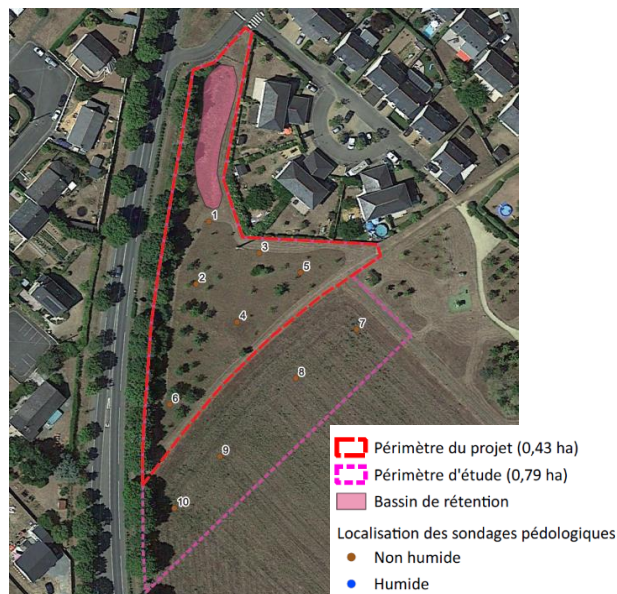 1
3
2
5
4
7
8
6
9
10
Périmètre du projet (0,43 ha)
Périmètre d'étude (0,79 ha)
Bassin de rétention
Localisation des sondages pédologiques
Non humide
Humide